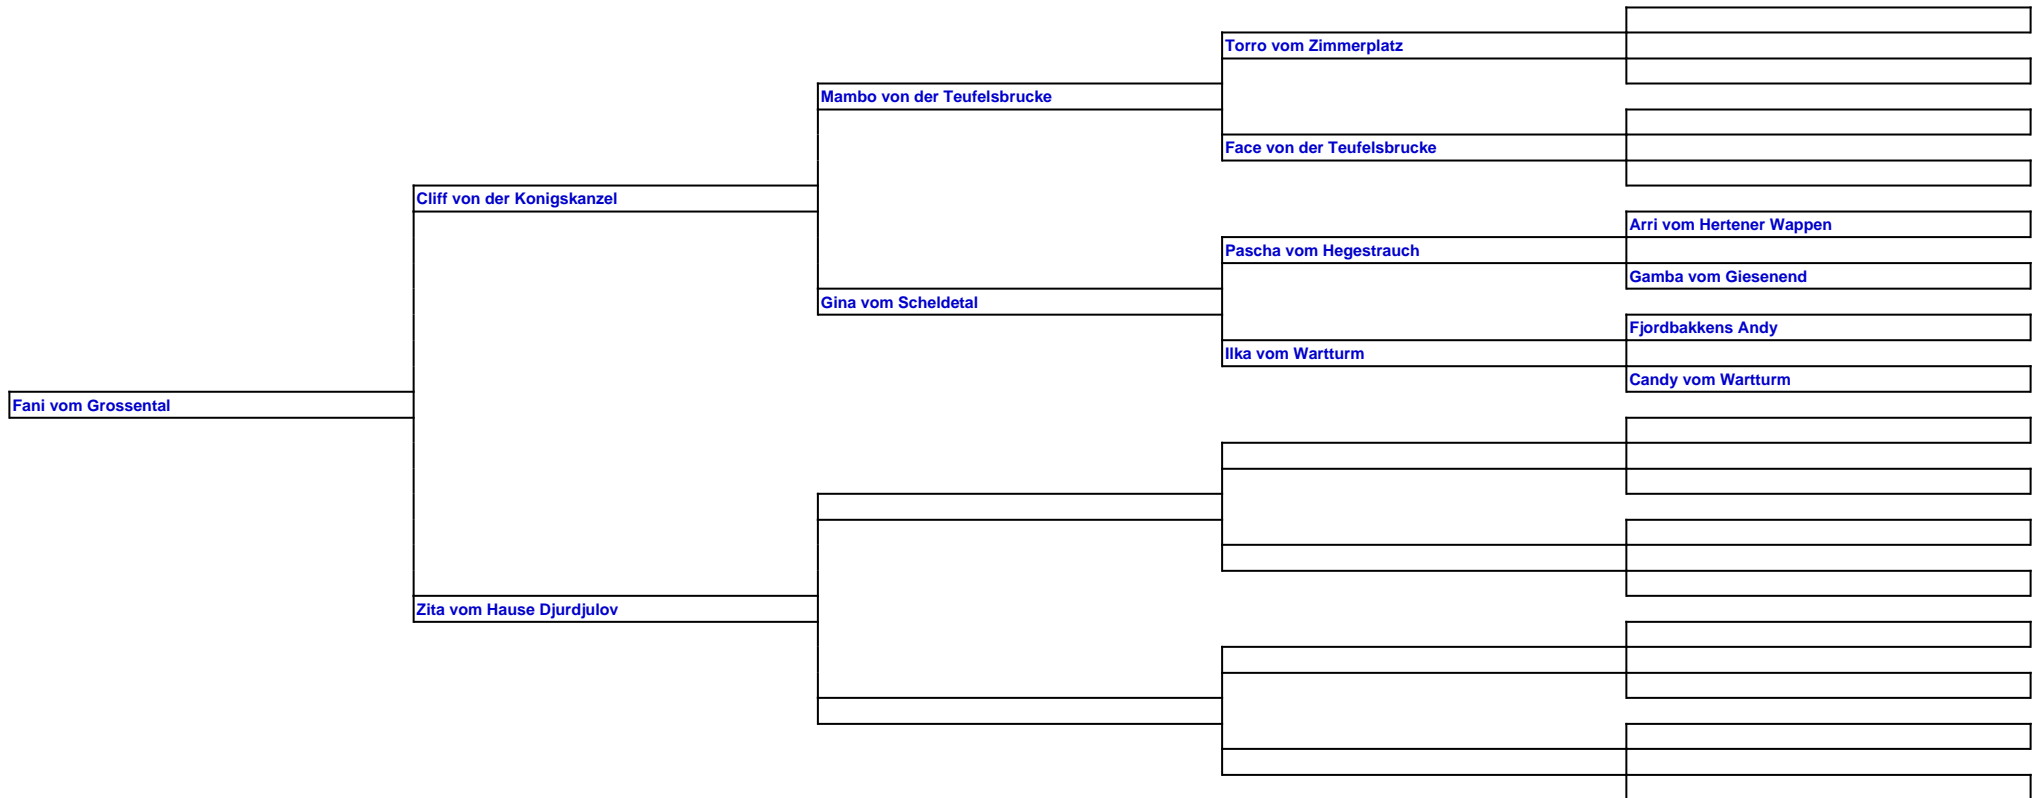 Torro vom Zimmerplatz
Mambo von der Teufelsbrucke
Face von der Teufelsbrucke
Cliff von der Konigskanzel
Arri vom Hertener Wappen
Pascha vom Hegestrauch
Gamba vom Giesenend
Gina vom Scheldetal
Fjordbakkens Andy
Ilka vom Wartturm
Candy vom Wartturm
Fani vom Grossental
Zita vom Hause Djurdjulov